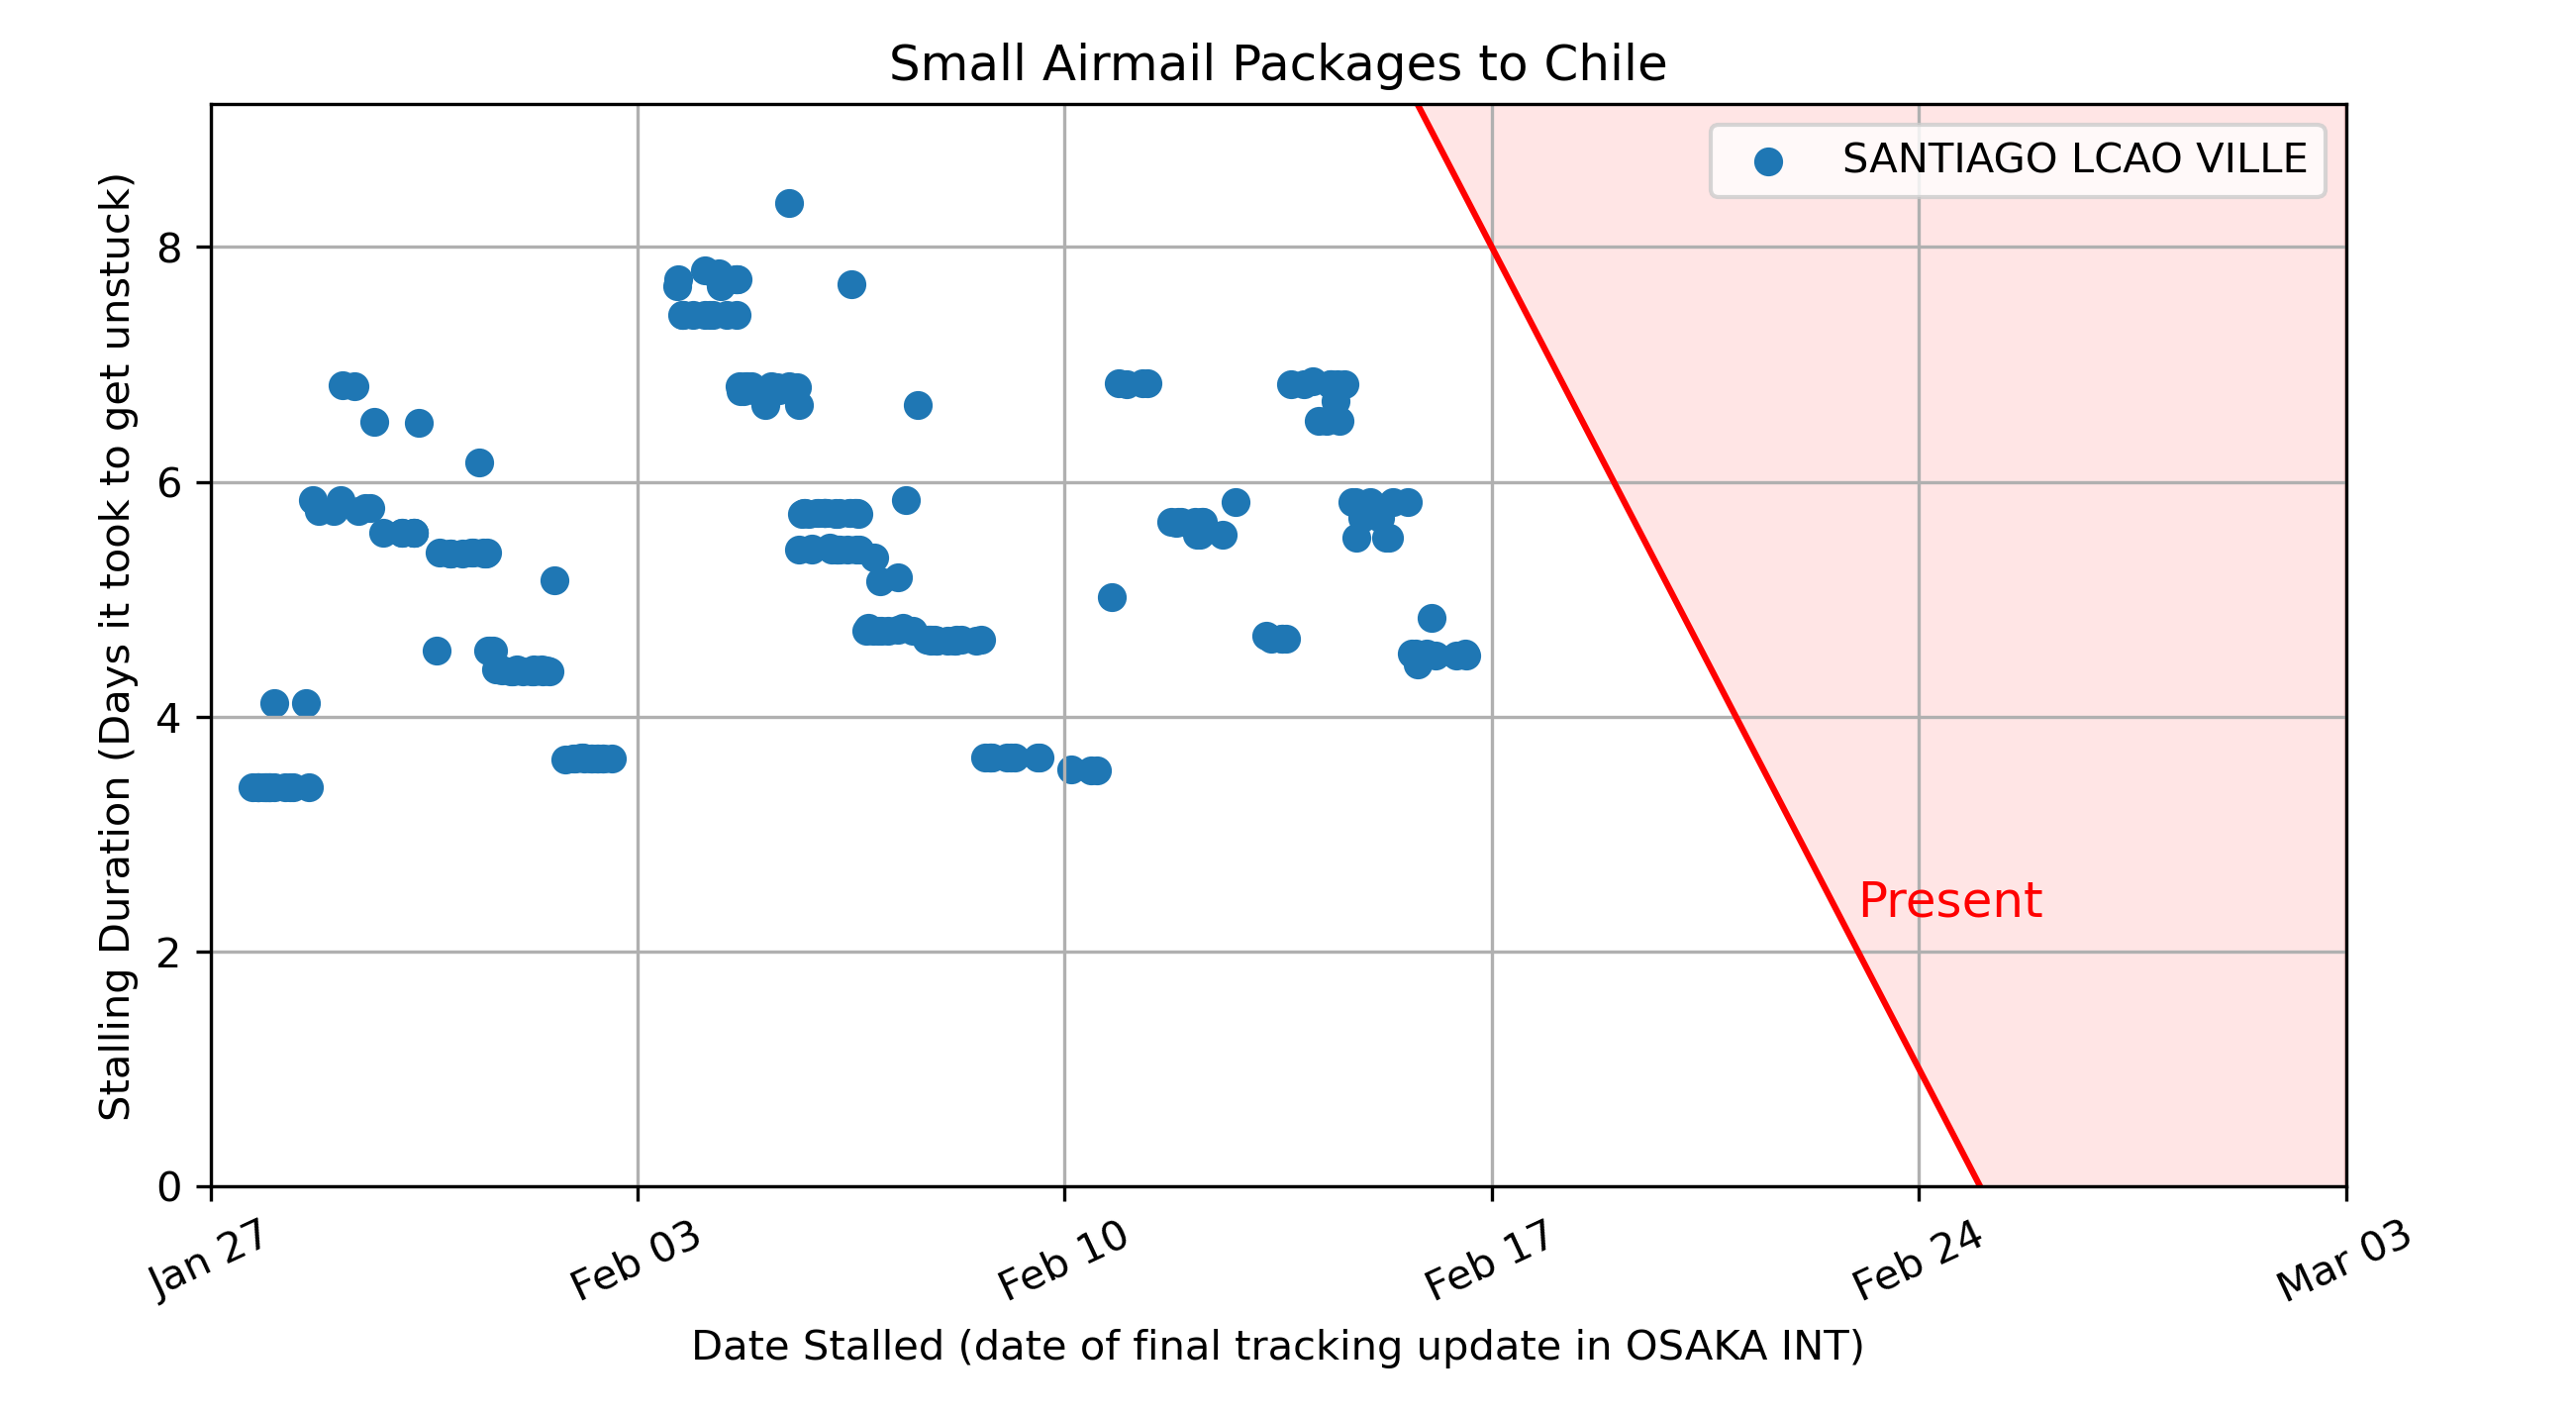 Small Airmail Packages to Chile
SANTIAGO LCAO VILLE
Stalling Duration (Days it took to get unstuck)
8
6
4
2
0
Present
Jan 27
Feb 03
Feb 10
Feb 17
Feb 24
Mar 03
Date Stalled (date of final tracking update in OSAKA INT)